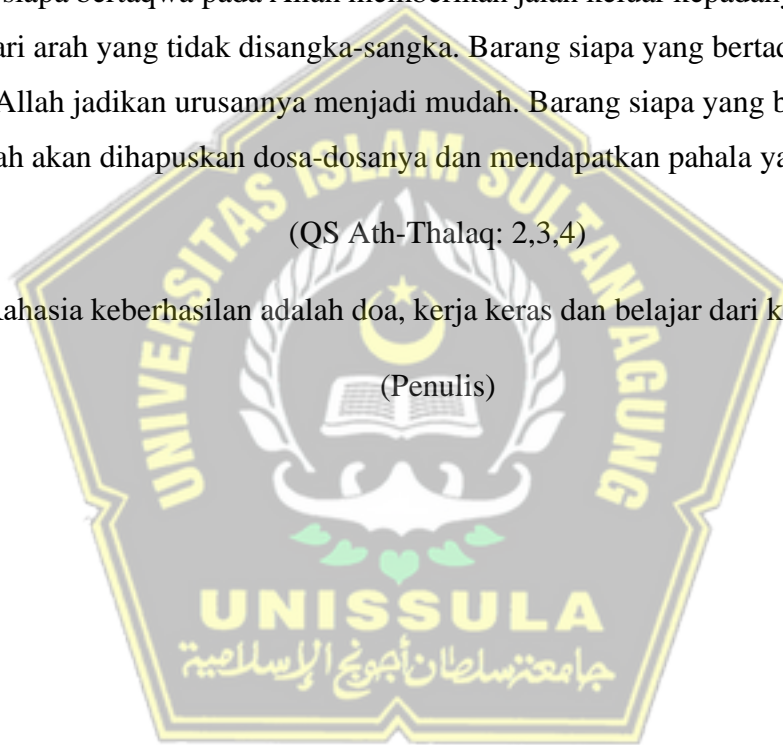 siapa bertaqwa pada Allah memberikan jalan keluar
ari arah yang tidak disangka-sangka. Barang siapa yang
Allah jadikan urusannya menjadi mudah. Barang siapa yang
ah akan dihapuskan dosa-dosanya dan mendapatkan pahala
(QS Ath-Thalaq: 2,3,4)
ahasia keberhasilan adalah doa, kerja keras dan belajar dari
(Penulis)
UNIVERSITAS ISLAM SULTAN AGUNG
UNISSULA
جامعة سلطان أجونج الإسلامية